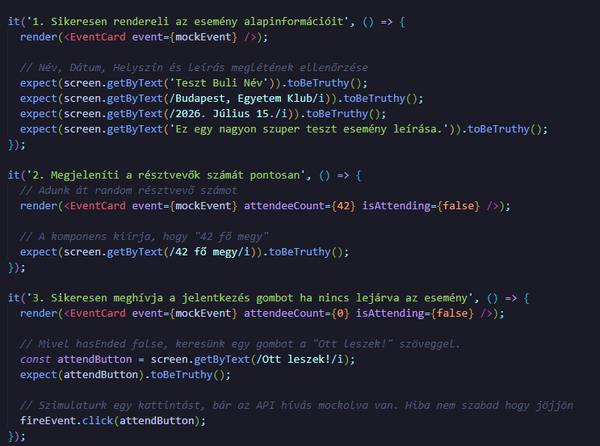 it('1. Sikeresen rendereli az esemény alapinformációit', () => {
render(<EventCard event={mockEvent} />);
// Név, Dátum, Helyszín és leírás meglétének ellenőrzése
expect(screen.getByText('Teszt Buli Név')).toBeTruthy();
expect(screen.getByText(/Budapest, Egyetem Klub/i)).toBeTruthy();
expect(screen.getByText(/2026. Július 15./i)).toBeTruthy();
expect(screen.getByText('Ez egy nagyon szuper teszt esemény leírása.')).toBeTruthy();
});
it('2. Megjeleníti a résztvevők számát pontosan', () => {
// Adunk át random résztvevő számot
render(<EventCard event={mockEvent} attendeeCount={42} isAttending={false} />);
// A komponens kiírja, hogy "42 fő megy"
expect(screen.getByText(/42 fő megy/i)).toBeTruthy();
});
it('3. Sikeresen meghívja a jelentkezés gombot ha nincs lejárva az esemény', () => {
render(<EventCard event={mockEvent} attendeeCount={0} isAttending={false} />);
// Mivel hasEnded false, keresünk egy gombot a "Ott leszek!" szöveggel.
const attendButton = screen.getByText(/Ott leszek!/i);
expect(attendButton).toBeTruthy();
// Szimulaturk egy kattintást, bár az API hívás mockolva van. Hiba nem szabad hogy jöjjön
fireEvent.click(attendButton);
});